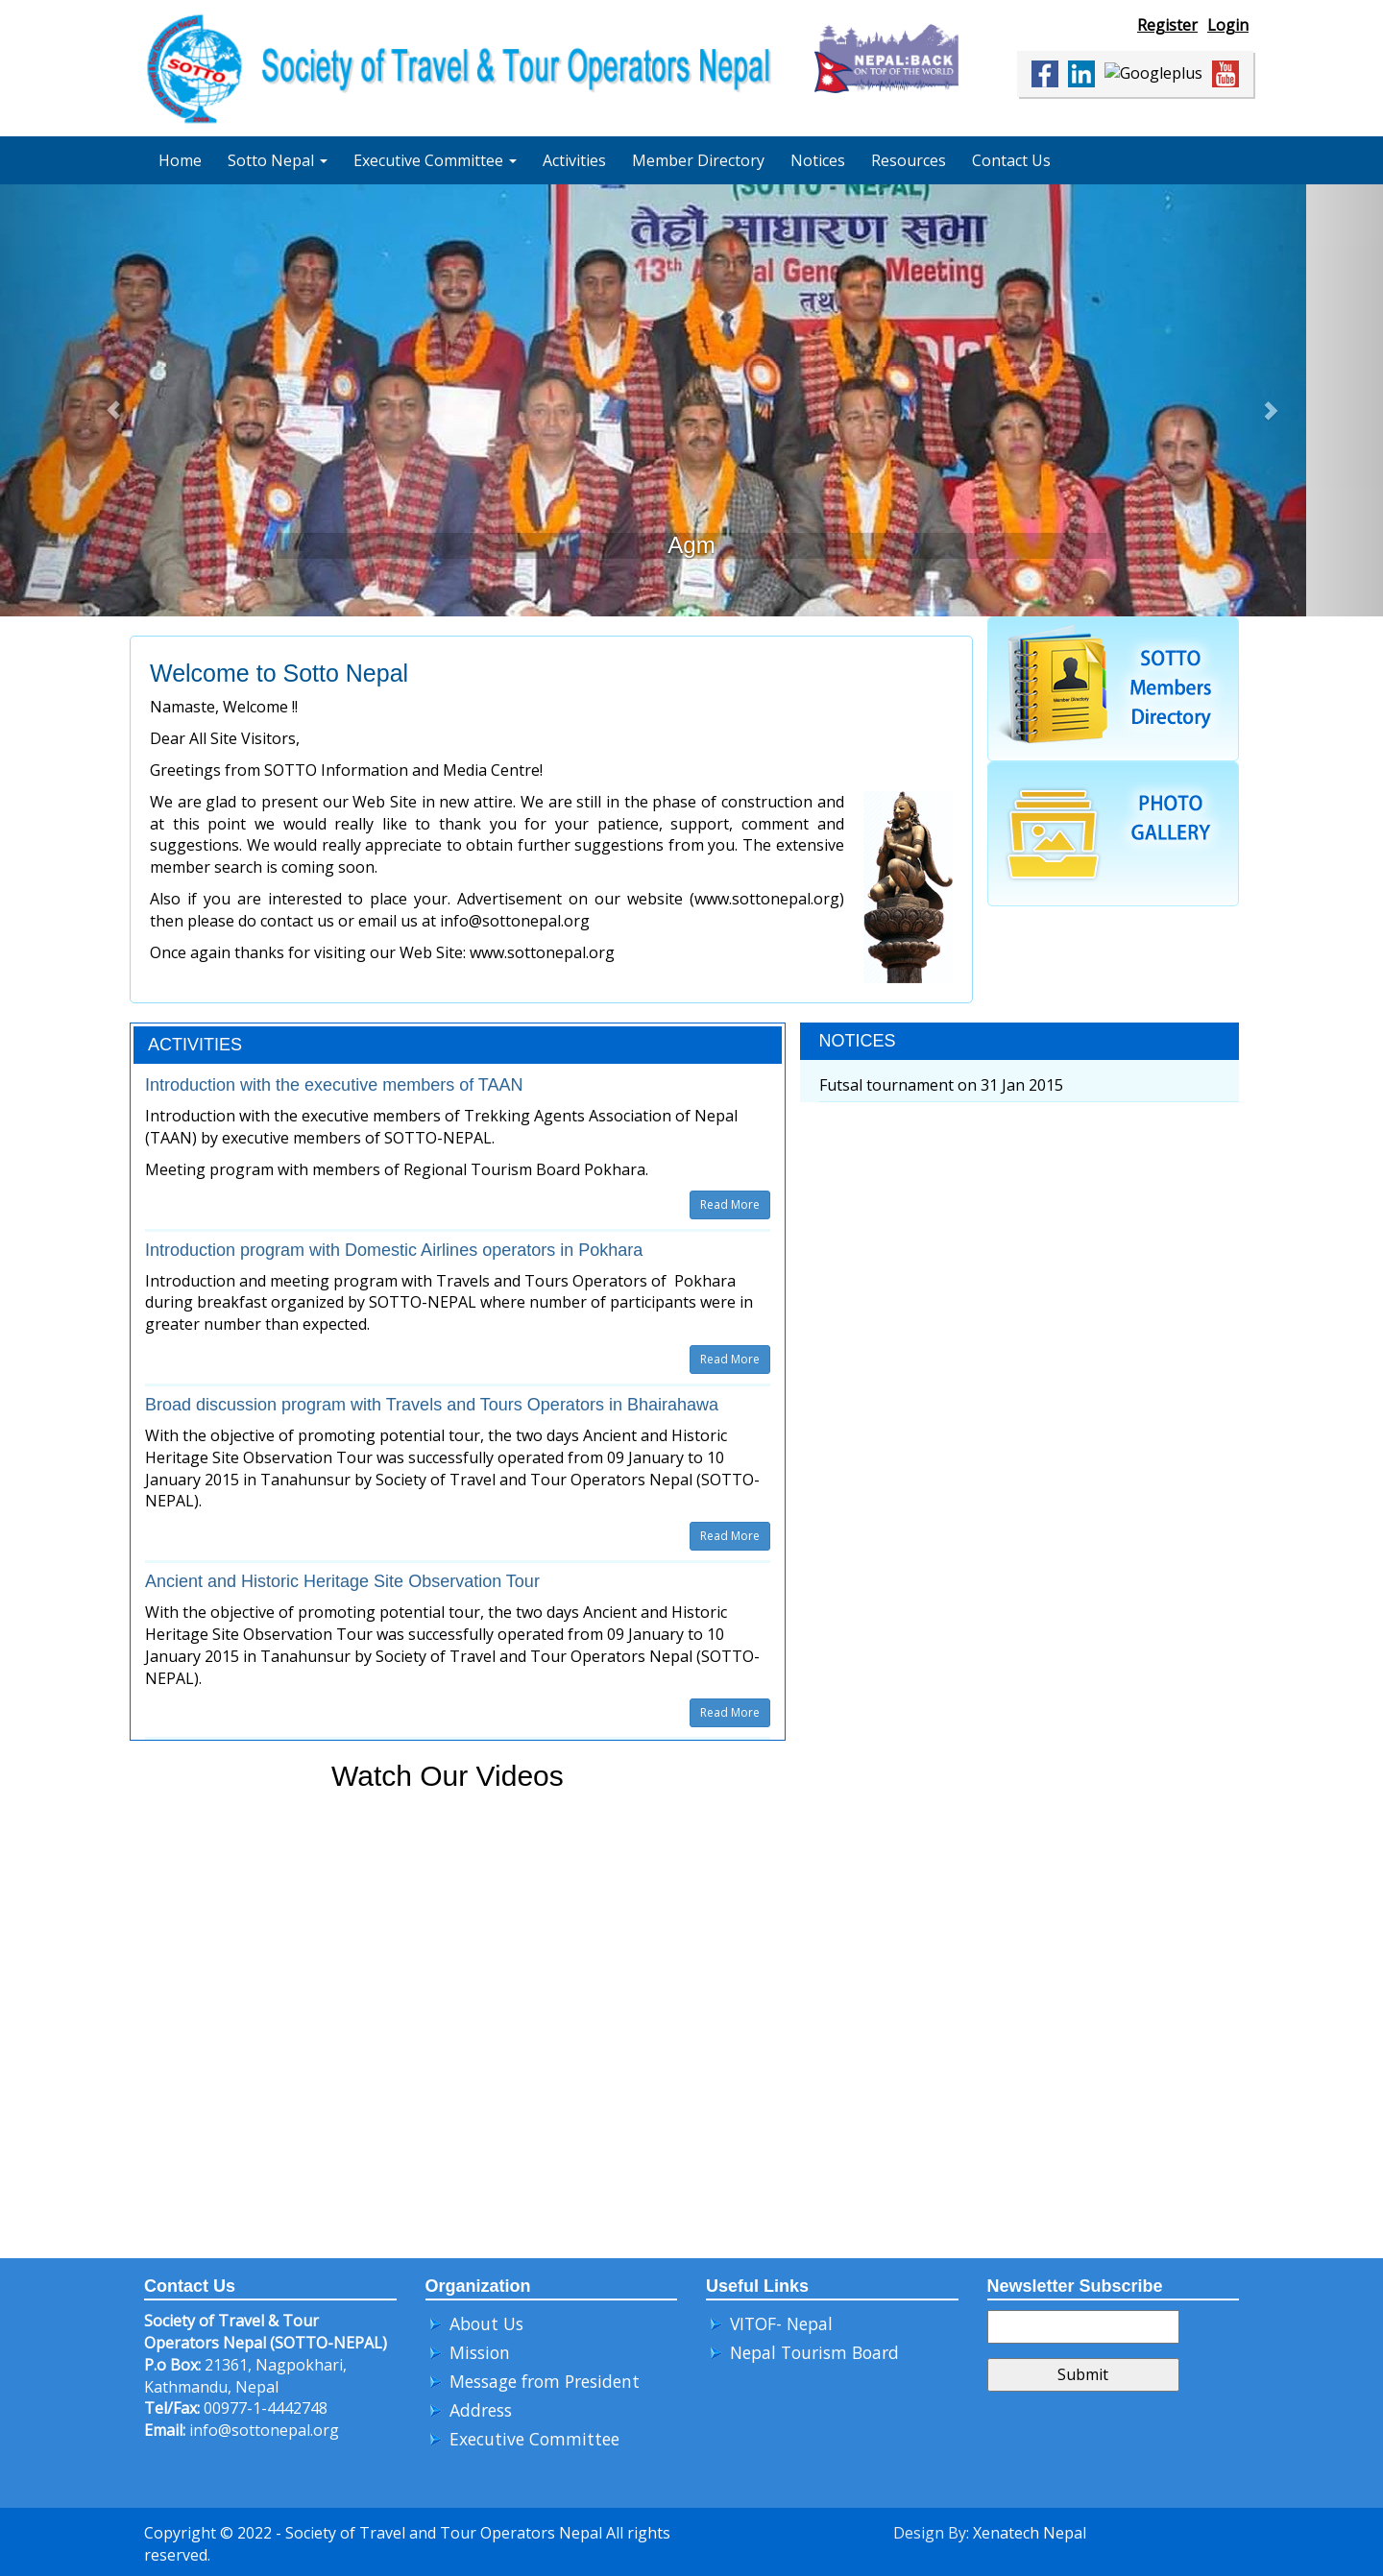 Register Login
SOTTO
Society of Travel & Tour Operators Nepal
NEPAL:BACK
ON TOP OF THE WORLD
Googleplus
You
Tube
Home Sotto Nepal Executive Committee Activities Member Directory Notices Resources Contact Us
(SOTTO - NEPAL)
तेह्रौं साधारण सभा
13th Annual General Meeting
Agm
Welcome to Sotto Nepal
Namaste, Welcome !!
Dear All Site Visitors,
Greetings from SOTTO Information and Media Centre!
We are glad to present our Web Site in new attire. We are still in the phase of construction and
at this point we would really like to thank you for your patience, support, comment and
suggestions. We would really appreciate to obtain further suggestions from you. The extensive
member search is coming soon.
Also if you are interested to place your. Advertisement on our website (www.sottonepal.org)
then please do contact us or email us at info@sottonepal.org
Once again thanks for visiting our Web Site: www.sottonepal.org
Member Directory
SOTTO
Members
Directory
PHOTO
GALLERY
ACTIVITIES
Introduction with the executive members of TAAN
Introduction with the executive members of Trekking Agents Association of Nepal
(TAAN) by executive members of SOTTO-NEPAL.
Meeting program with members of Regional Tourism Board Pokhara.
Read More
Introduction program with Domestic Airlines operators in Pokhara
Introduction and meeting program with Travels and Tours Operators of  Pokhara
during breakfast organized by SOTTO-NEPAL where number of participants were in
greater number than expected.
Read More
Broad discussion program with Travels and Tours Operators in Bhairahawa
With the objective of promoting potential tour, the two days Ancient and Historic
Heritage Site Observation Tour was successfully operated from 09 January to 10
January 2015 in Tanahunsur by Society of Travel and Tour Operators Nepal (SOTTO-
NEPAL).
Read More
Ancient and Historic Heritage Site Observation Tour
With the objective of promoting potential tour, the two days Ancient and Historic
Heritage Site Observation Tour was successfully operated from 09 January to 10
January 2015 in Tanahunsur by Society of Travel and Tour Operators Nepal (SOTTO-
NEPAL).
Read More
NOTICES
Futsal tournament on 31 Jan 2015
Watch Our Videos
Contact Us
Society of Travel & Tour
Operators Nepal (SOTTO-NEPAL)
P.o Box: 21361, Nagpokhari,
Kathmandu, Nepal
Tel/Fax: 00977-1-4442748
Email: info@sottonepal.org
Organization
About Us
Mission
Message from President
Address
Executive Committee
Useful Links
VITOF- Nepal
Nepal Tourism Board
Newsletter Subscribe
Submit
Copyright © 2022 - Society of Travel and Tour Operators Nepal All rights
reserved.
Design By: Xenatech Nepal